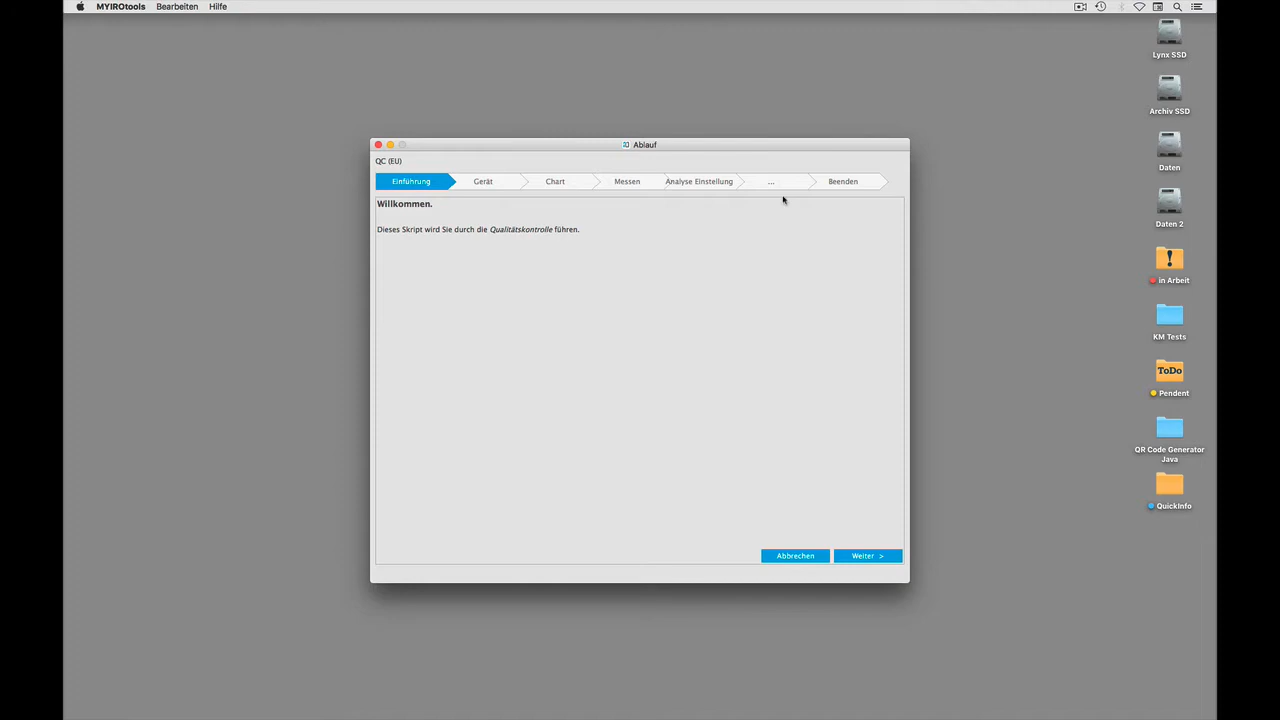 MYIROtools Bearbeiten Hilfe
Lynx SSD
Archiv SSD
Daten
Daten 2
in Arbeit
KM Tests
ToDo
Pendent
QR Code Generator
Java
QuickInfo
Ablauf
QC (EU)
Einführung Gerät Chart Messen Analyse Einstellung ... Beenden
Willkommen.
Dieses Skript wird Sie durch die Qualitätskontrolle führen.
Abbrechen Weiter >